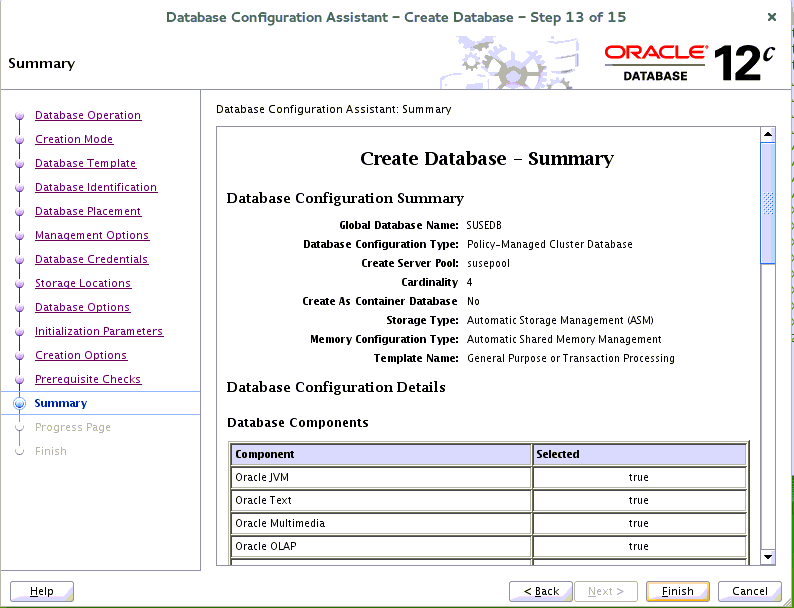 Database Configuration Assistant – Create Database – Step 13 of 15
Summary
ORACLE
DATABASE
12c
Database Operation
Creation Mode
Database Template
Database Identification
Database Placement
Management Options
Database Credentials
Storage Locations
Database Options
Initialization Parameters
Creation Options
Prerequisite Checks
Summary
Progress Page
Finish
Database Configuration Assistant: Summary
Create Database – Summary
Database Configuration Summary
Global Database Name: SUSEDB
Database Configuration Type: Policy-Managed Cluster Database
Create Server Pool: susepool
Cardinality 4
Create As Container Database No
Storage Type: Automatic Storage Management (ASM)
Memory Configuration Type: Automatic Shared Memory Management
Template Name: General Purpose or Transaction Processing
Database Configuration Details
Database Components
Component Selected
Oracle JVM true
Oracle Text true
Oracle Multimedia true
Oracle OLAP true
Help
< Back
Next >
Finish
Cancel